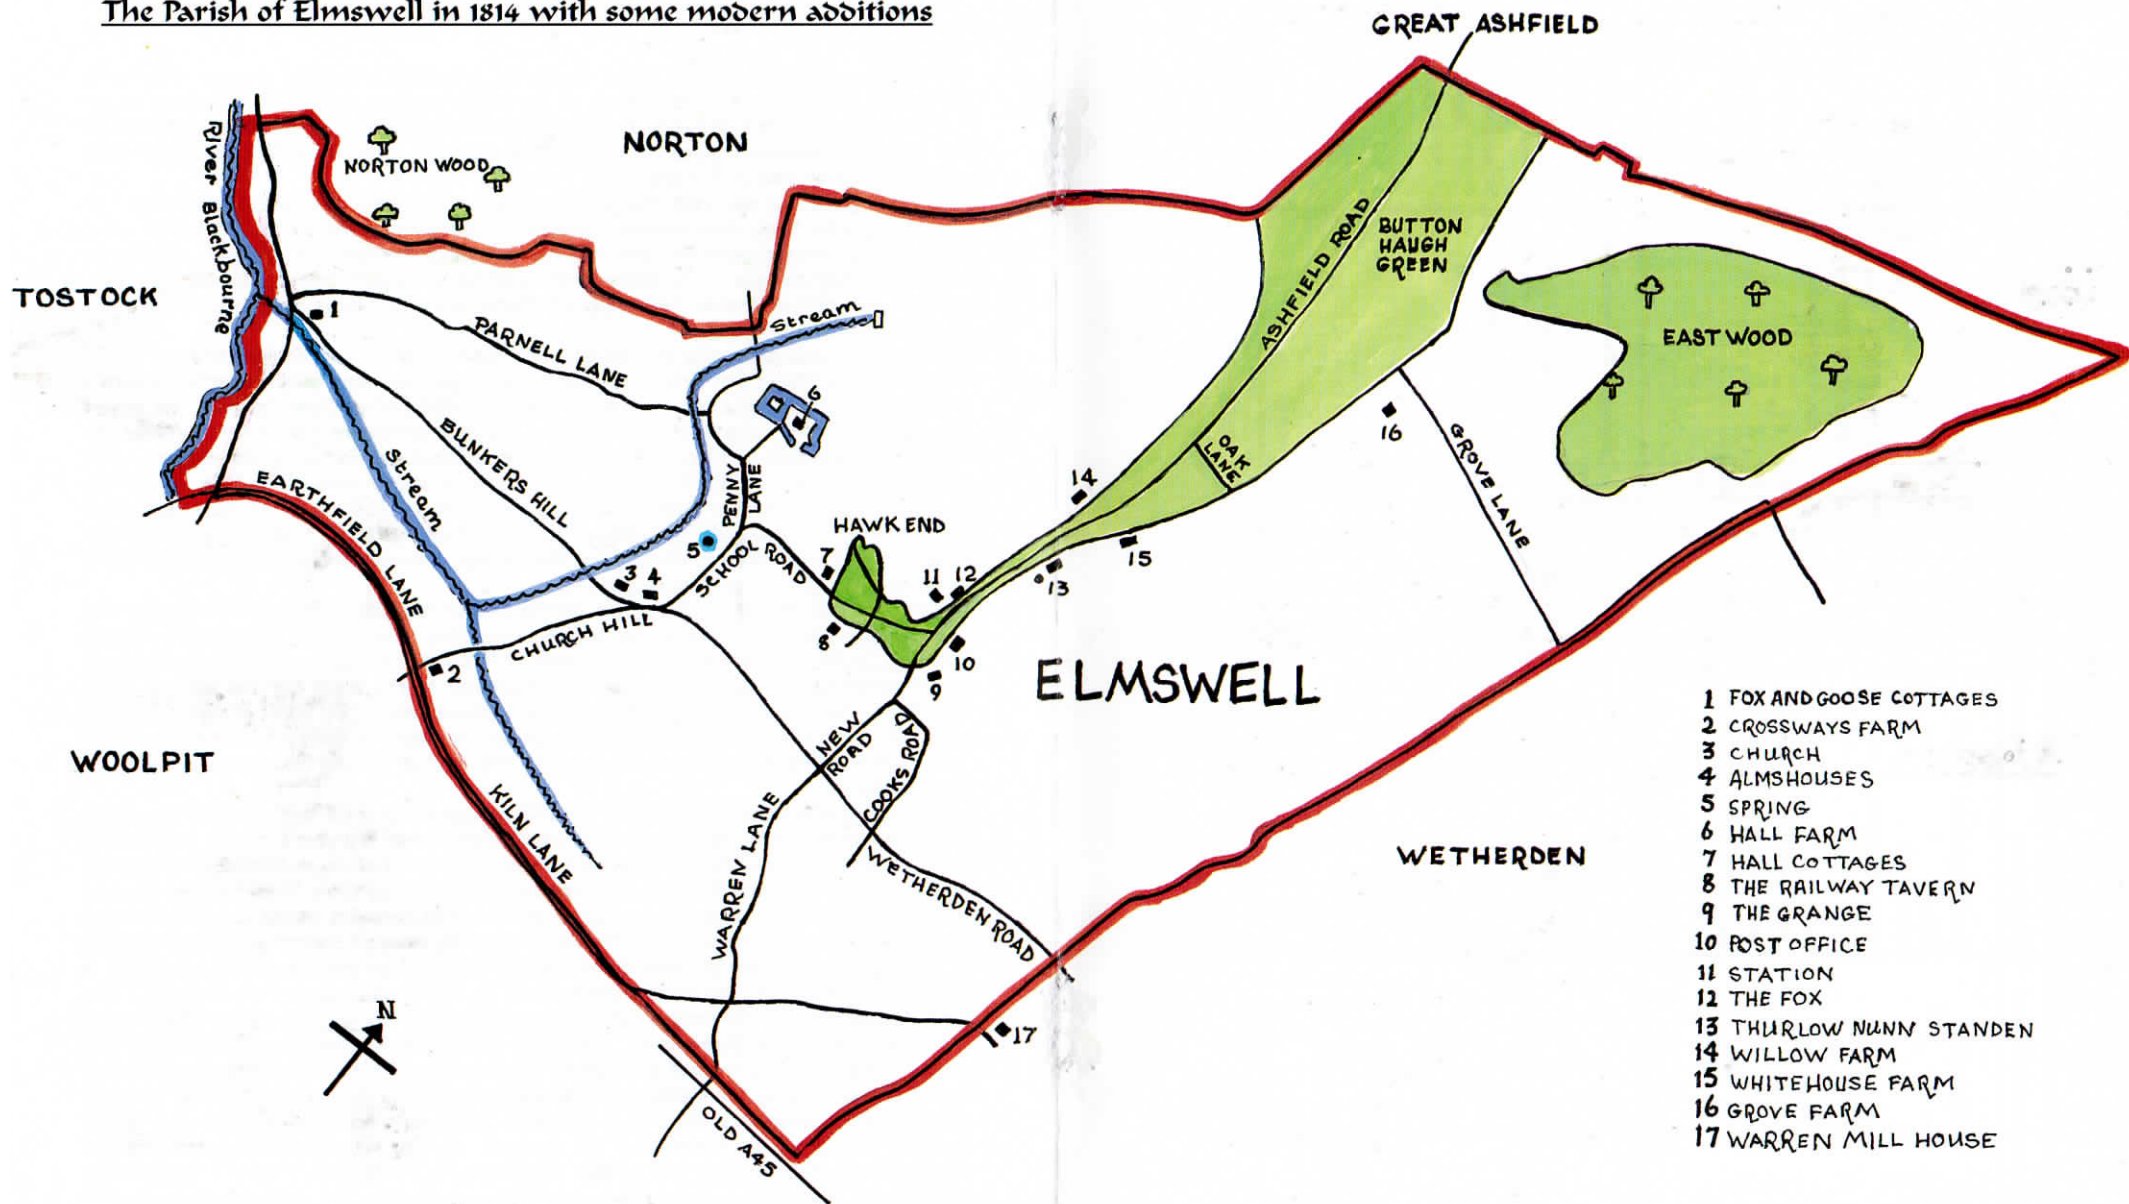 The Parish of Elmswell in 1814 with some modern additions
GREAT ASHFIELD
River Blackbourne
NORTON WOOD
NORTON
TOSTOCK
1
PARNELL LANE
Stream
6
ASHFIELD ROAD
BUTTON
HAUGH
GREEN
EAST WOOD
BUNKERS HILL
Stream
EARTHFIELD LANE
PENNY
LANE
5
SCHOOL ROAD
HAWK END
7
8
11
12
13
14
15
OAK
LANE
16
GROVE LANE
3
4
CHURCH HILL
2
10
9
ELMSWELL
WOOLPIT
KILN LANE
NEW
ROAD
COOKS ROAD
WARREN LANE
WETHERDEN ROAD
WETHERDEN
N
17
OLD A45
1 FOX AND GOOSE COTTAGES
2 CROSSWAYS FARM
3 CHURCH
4 ALMSHOUSES
5 SPRING
6 HALL FARM
7 HALL COTTAGES
8 THE RAILWAY TAVERN
9 THE GRANGE
10 POST OFFICE
11 STATION
12 THE FOX
13 THURLOW NUNN STANDEN
14 WILLOW FARM
15 WHITEHOUSE FARM
16 GROVE FARM
17 WARREN MILL HOUSE